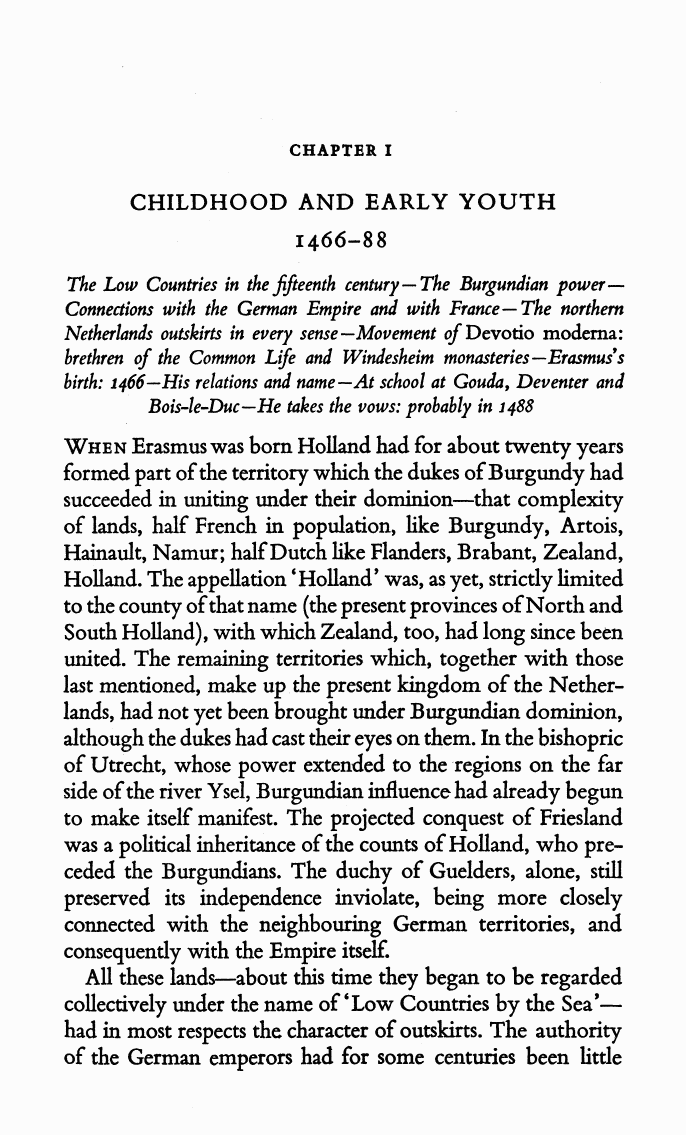 CHAPTER I
CHILDHOOD AND EARLY YOUTH
1466–88
The Low Countries in the fifteenth century—The Burgundian power—
Connections with the German Empire and with France—The northern
Netherlands outskirts in every sense—Movement of Devotio moderna:
brethren of the Common Life and Windesheim monasteries—Erasmus's
birth: 1466—His relations and name—At school at Gouda, Deventer and
Bois-le-Duc—He takes the vows: probably in 1488
WHEN Erasmus was born Holland had for about twenty years
formed part of the territory which the dukes of Burgundy had
succeeded in uniting under their dominion—that complexity
of lands, half French in population, like Burgundy, Artois,
Hainault, Namur; half Dutch like Flanders, Brabant, Zealand,
Holland. The appellation ‘Holland’ was, as yet, strictly limited
to the county of that name (the present provinces of North and
South Holland), with which Zealand, too, had long since been
united. The remaining territories which, together with those
last mentioned, make up the present kingdom of the Nether-
lands, had not yet been brought under Burgundian dominion,
although the dukes had cast their eyes on them. In the bishopric
of Utrecht, whose power extended to the regions on the far
side of the river Ysel, Burgundian influence had already begun
to make itself manifest. The projected conquest of Friesland
was a political inheritance of the counts of Holland, who pre-
ceded the Burgundians. The duchy of Guelders, alone, still
preserved its independence inviolate, being more closely
connected with the neighbouring German territories, and
consequently with the Empire itself.
All these lands—about this time they began to be regarded
collectively under the name of ‘Low Countries by the Sea’—
had in most respects the character of outskirts. The authority
of the German emperors had for some centuries been little